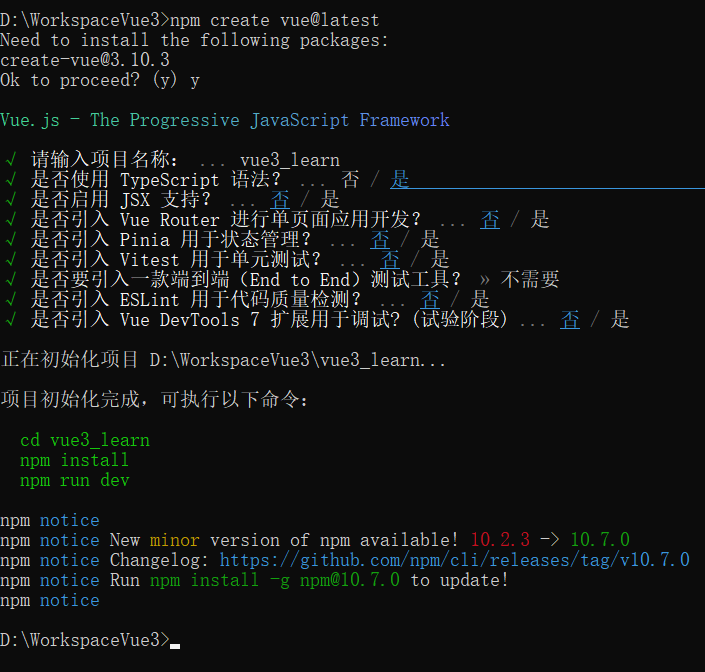 D:\WorkspaceVue3>npm create vue@latest
Need to install the following packages:
create-vue@3.10.3
Ok to proceed? (y) y
Vue.js - The Progressive JavaScript Framework
√ 请输入项目名称： ... vue3_learn
√ 是否使用 TypeScript 语法？ ... 否 / 是
√ 是否启用 JSX 支持？ ... 否 / 是
√ 是否引入 Vue Router 进行单页面应用开发？ ... 否 / 是
√ 是否引入 Pinia 用于状态管理？ ... 否 / 是
√ 是否引入 Vitest 用于单元测试？ ... 否 / 是
√ 是否要引入一款端到端（End to End）测试工具？ » 不需要
√ 是否引入 ESLint 用于代码质量检测？ ... 否 / 是
√ 是否引入 Vue DevTools 7 扩展用于调试? (试验阶段) ... 否 / 是
正在初始化项目 D:\WorkspaceVue3\vue3_learn...
项目初始化完成，可执行以下命令：
cd vue3_learn
npm install
npm run dev
npm notice
npm notice New minor version of npm available! 10.2.3 -> 10.7.0
npm notice Changelog: https://github.com/npm/cli/releases/tag/v10.7.0
npm notice Run npm install -g npm@10.7.0 to update!
npm notice
D:\WorkspaceVue3>